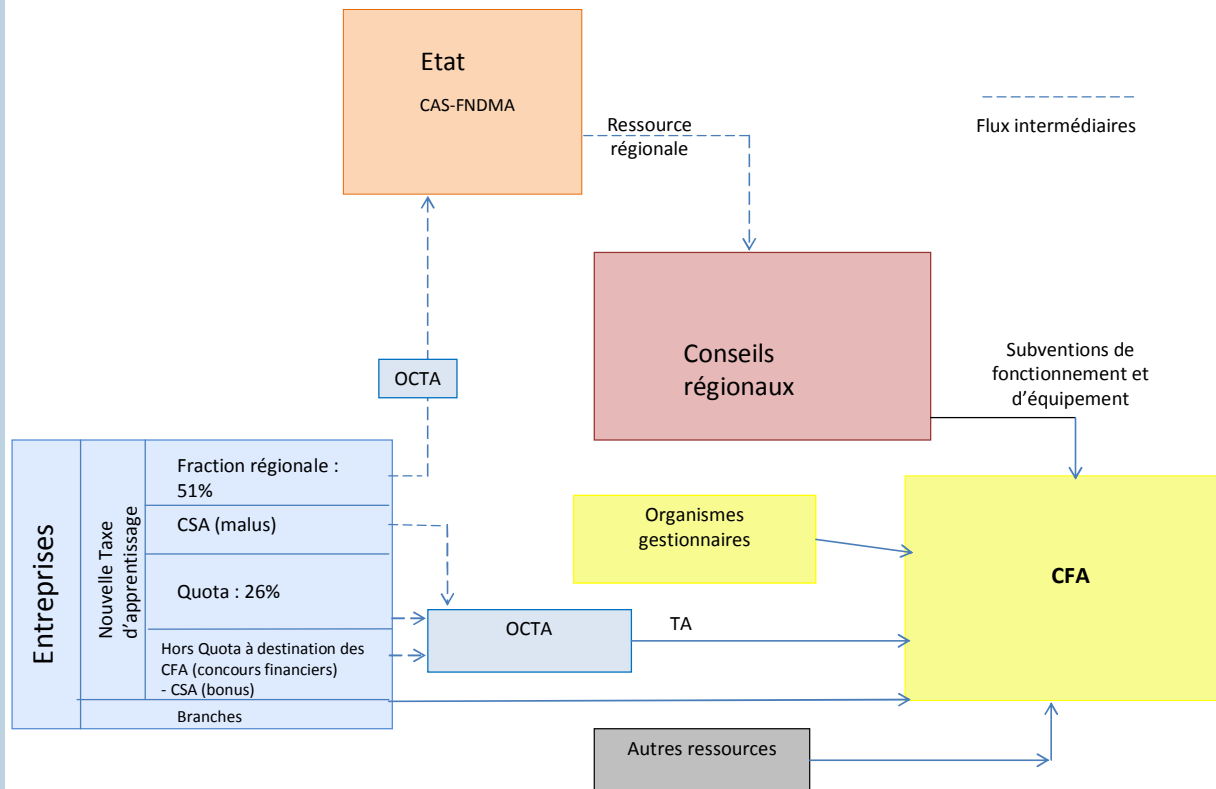 Etat
CAS-FNDMA
Ressource
régionale
Flux intermédiaires
Conseils
régionaux
Subventions de
fonctionnement et
d'équipement
OCTA
Entreprises
Nouvelle Taxe
d'apprentissage
Fraction régionale :
51%
CSA (malus)
Quota : 26%
Hors Quota à destination des
CFA (concours financiers)
- CSA (bonus)
Branches
OCTA
TA
Organismes
gestionnaires
CFA
Autres ressources